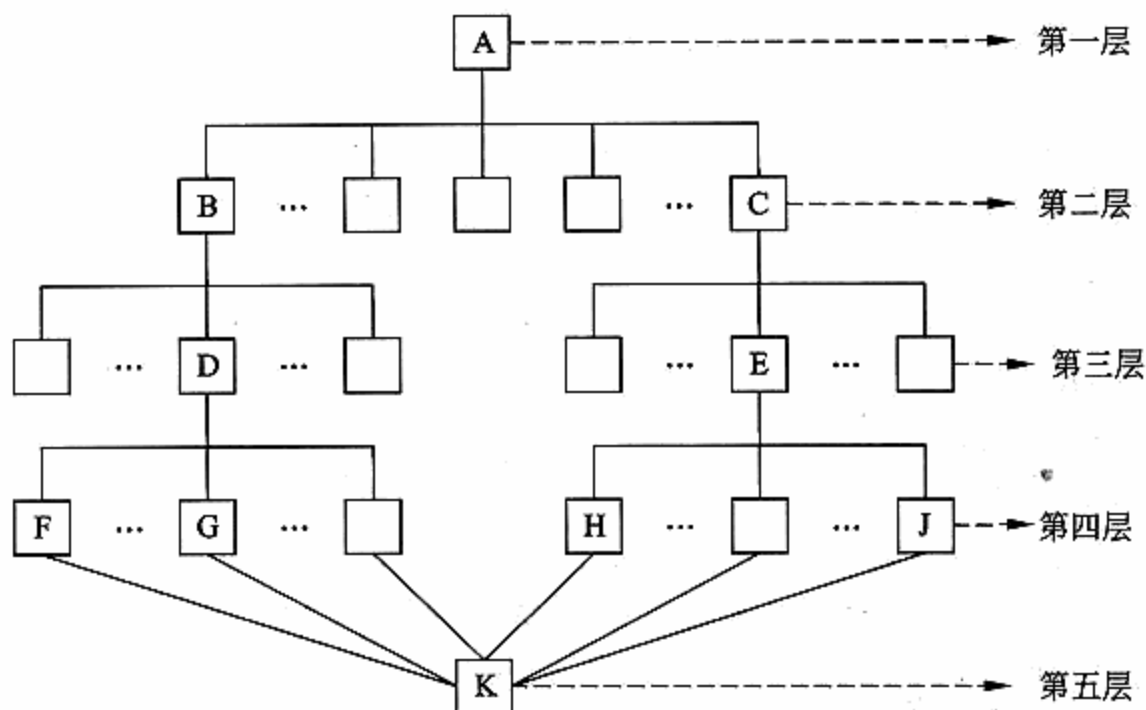 A 第一层
B ... ... C 第二层
... D ... ... E ... 第三层
F ... G ... H ... ... J 第四层
K 第五层